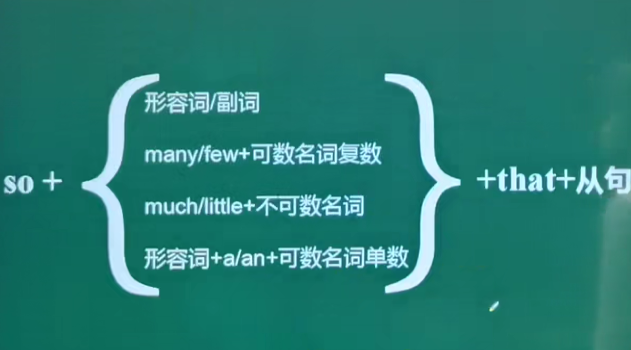 so +
形容词/副词
many/few+可数名词复数
much/little+不可数名词
形容词+a/an+可数名词单数
+that+从句